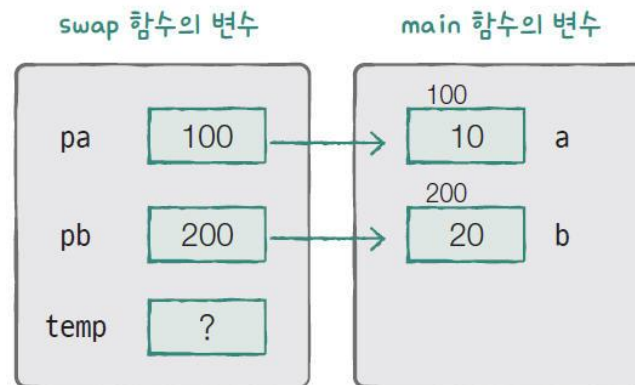 swap 함수의 변수
main 함수의 변수
100
pa 100
10 a
200
pb 200
20 b
temp ?